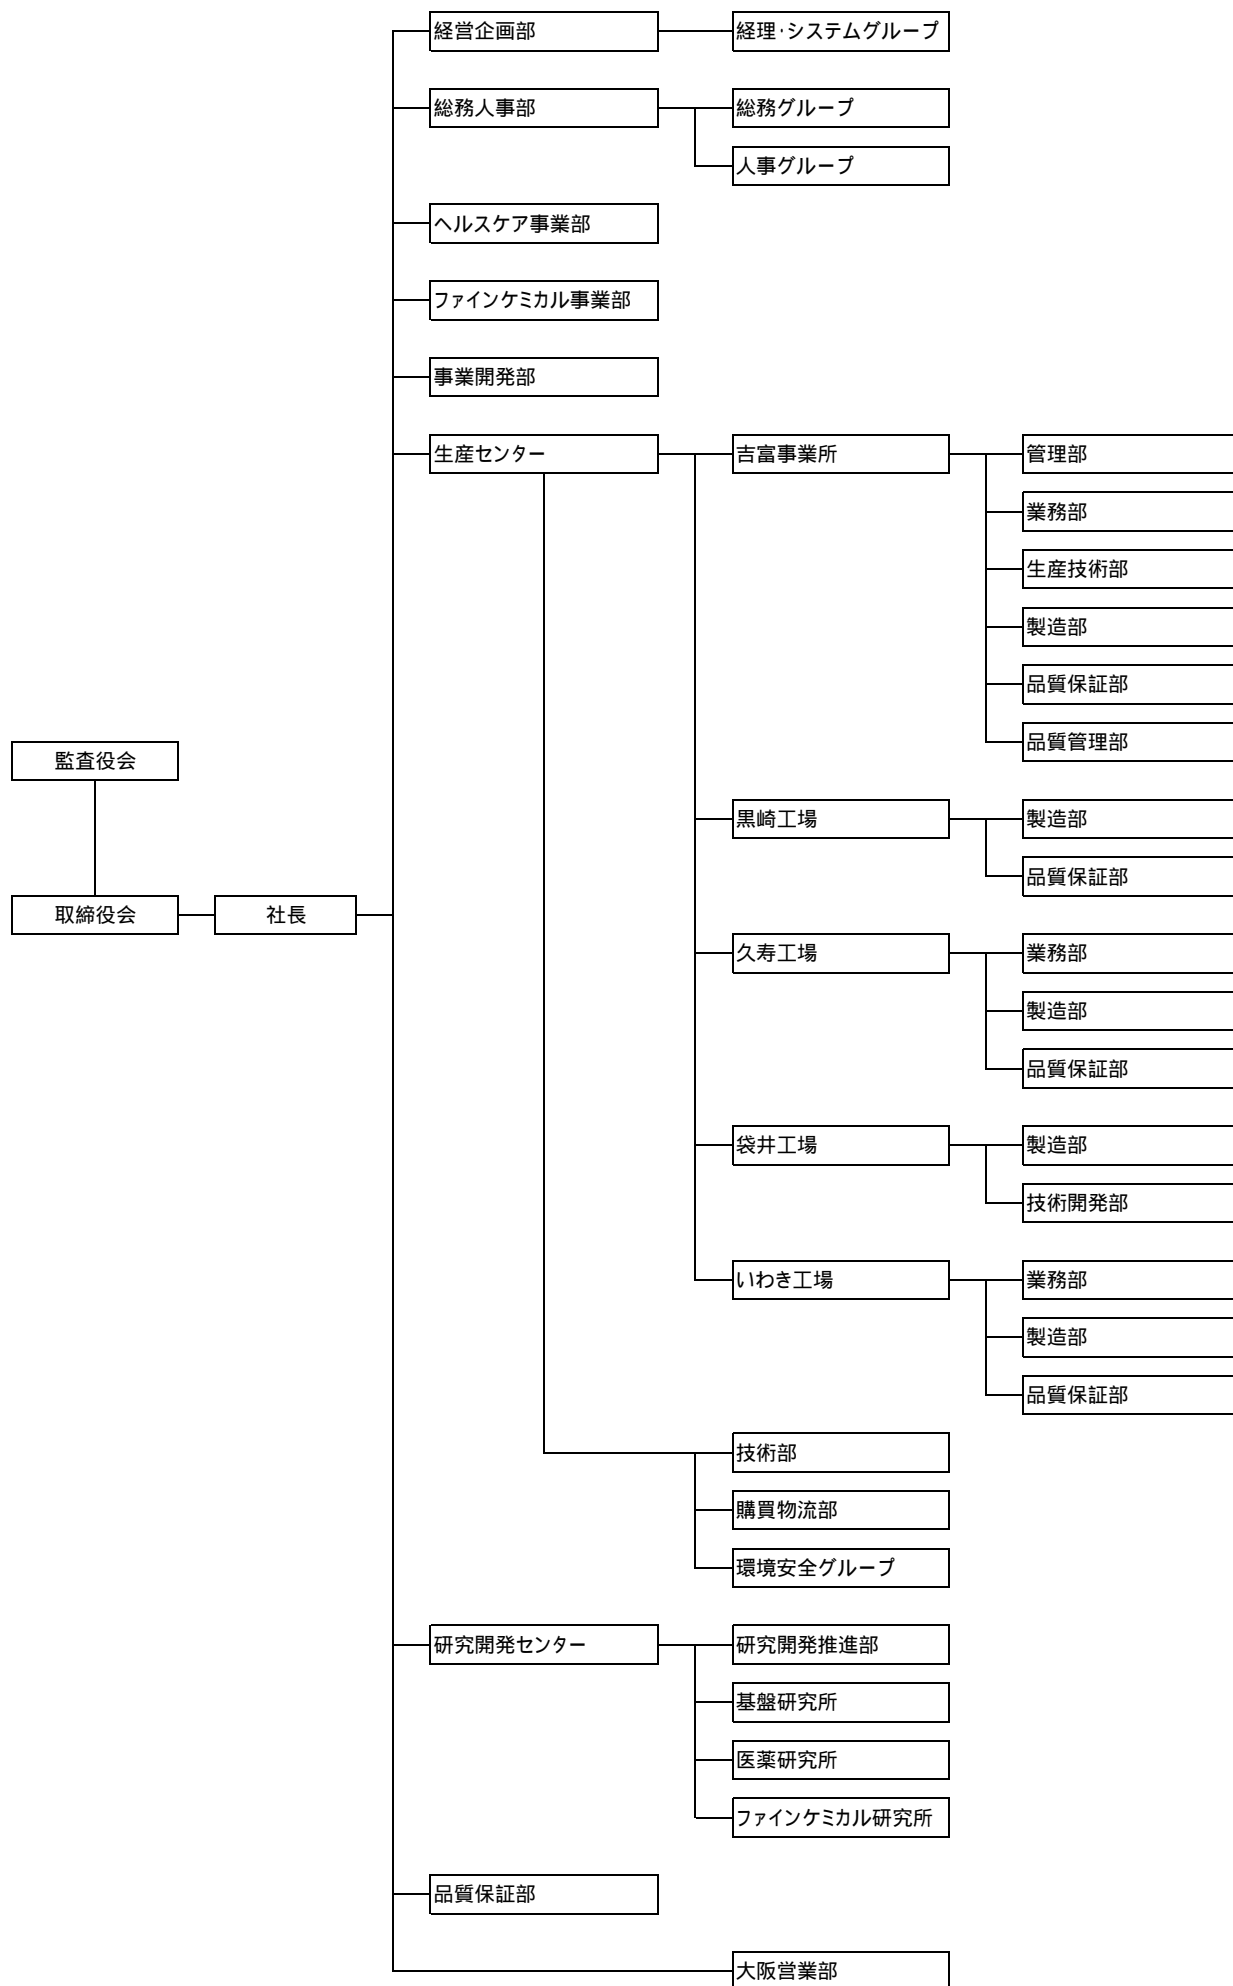 経営企画部
経理･システムグループ
総務人事部
総務グループ
人事グループ
ヘルスケア事業部
ファインケミカル事業部
事業開発部
生産センター
吉富事業所
管理部
業務部
生産技術部
製造部
品質保証部
品質管理部
監査役会
黒崎工場
製造部
品質保証部
取締役会
社長
久寿工場
業務部
製造部
品質保証部
袋井工場
製造部
技術開発部
いわき工場
業務部
製造部
品質保証部
技術部
購買物流部
環境安全グループ
研究開発センター
研究開発推進部
基盤研究所
医薬研究所
ファインケミカル研究所
品質保証部
大阪営業部